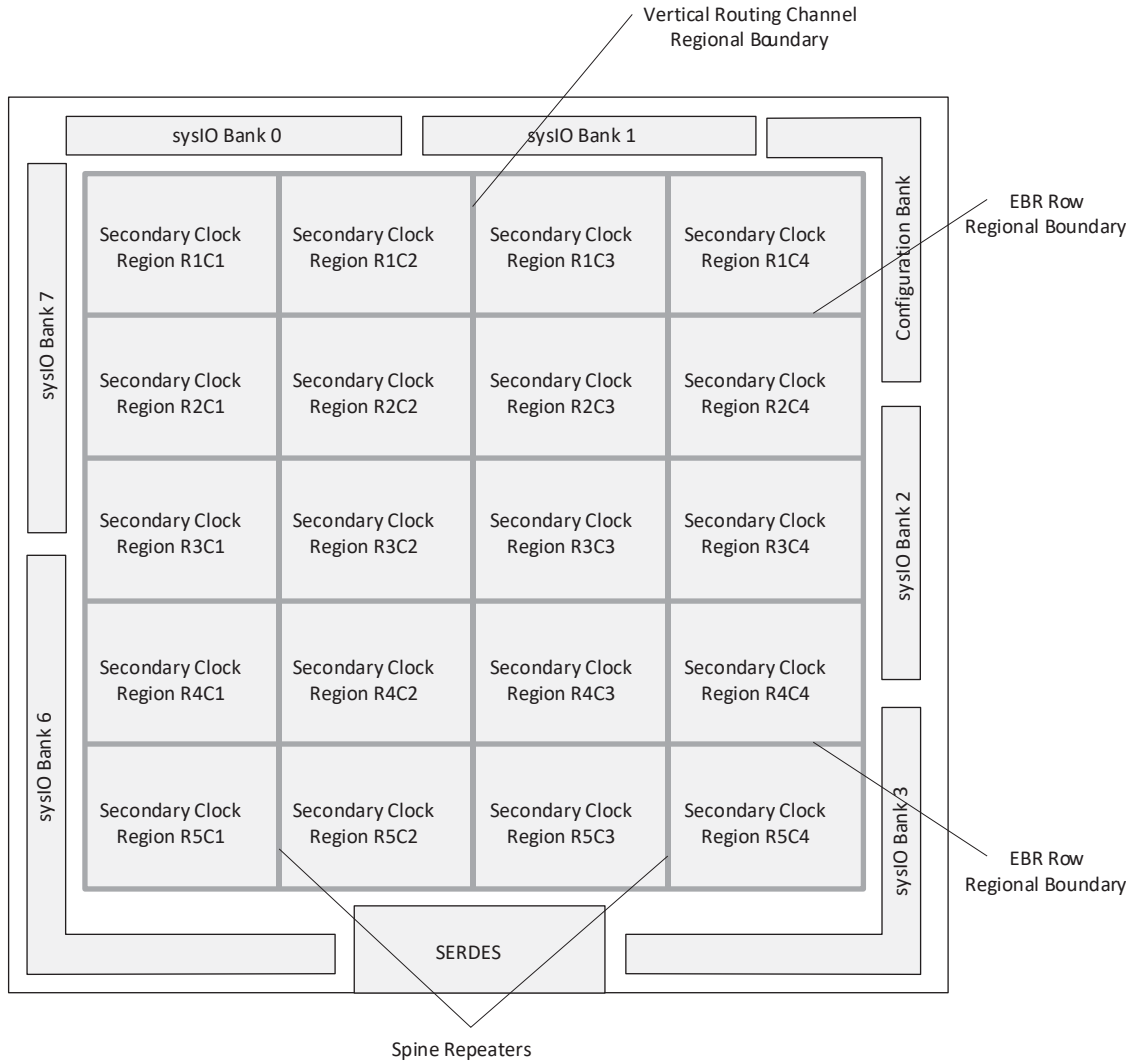 Vertical Routing Channel
Regional Boundary
sysIO Bank 0
sysIO Bank 1
Configuration Bank
EBR Row
Regional Boundary
sysIO Bank 7
Secondary Clock
Region R1C1
Secondary Clock
Region R1C2
Secondary Clock
Region R1C3
Secondary Clock
Region R1C4
Secondary Clock
Region R2C1
Secondary Clock
Region R2C2
Secondary Clock
Region R2C3
Secondary Clock
Region R2C4
Secondary Clock
Region R3C1
Secondary Clock
Region R3C2
Secondary Clock
Region R3C3
Secondary Clock
Region R3C4
sysIO Bank 2
Secondary Clock
Region R4C1
Secondary Clock
Region R4C2
Secondary Clock
Region R4C3
Secondary Clock
Region R4C4
sysIO Bank 6
Secondary Clock
Region R5C1
Secondary Clock
Region R5C2
Secondary Clock
Region R5C3
Secondary Clock
Region R5C4
sysIO Bank 3
EBR Row
Regional Boundary
SERDES
Spine Repeaters